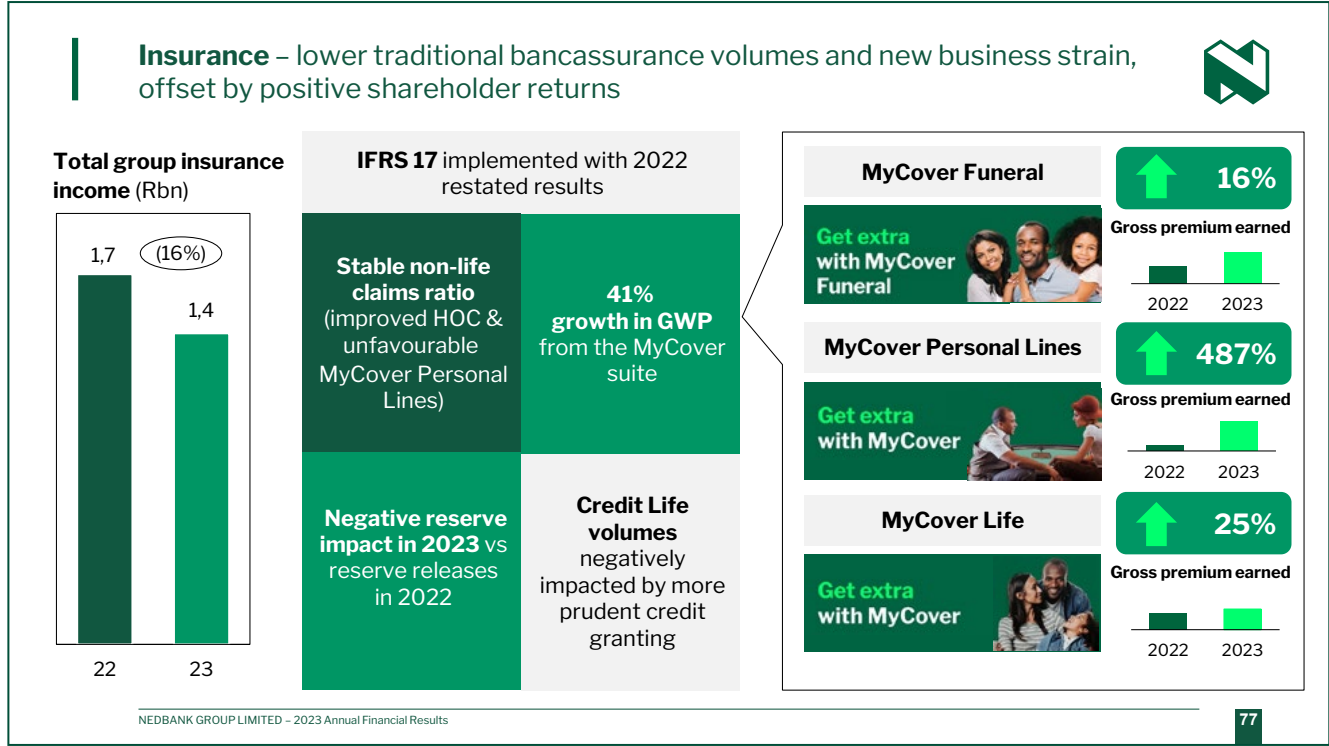 Insurance – lower traditional bancassurance volumes and new business strain,
offset by positive shareholder returns
Total group insurance
income (Rbn)
1,7
(16%)
1,4
22
23
IFRS 17 implemented with 2022
restated results
Stable non-life
claims ratio
(improved HOC &
unfavourable
MyCover Personal
Lines)
41%
growth in GWP
from the MyCover
suite
Negative reserve
impact in 2023 vs
reserve releases
in 2022
Credit Life
volumes
negatively
impacted by more
prudent credit
granting
MyCover Funeral
Get extra
with MyCover
Funeral
16%
Gross premium earned
2022
2023
MyCover Personal Lines
Get extra
with MyCover
487%
Gross premium earned
2022
2023
MyCover Life
Get extra
with MyCover
25%
Gross premium earned
2022
2023
NEDBANK GROUP LIMITED – 2023 Annual Financial Results
77